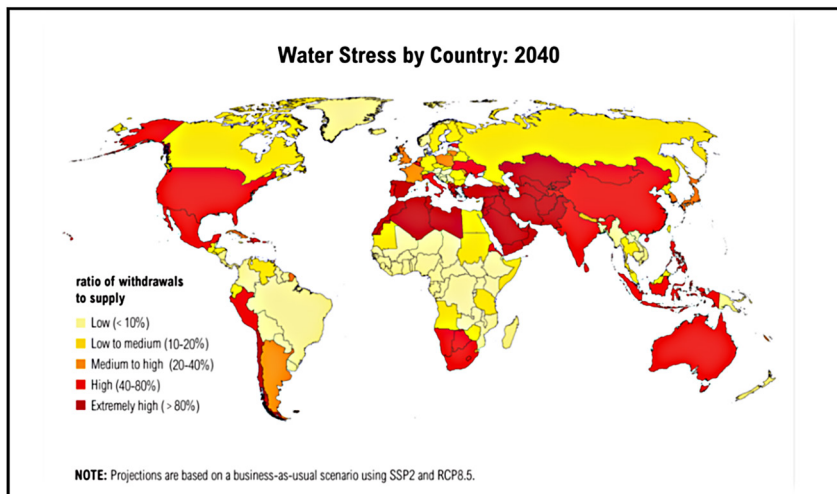 Water Stress by Country: 2040
ratio of withdrawals
to supply
Low (< 10%)
Low to medium (10-20%)
Medium to high (20-40%)
High (40-80%)
Extremely high ( > 80%)
NOTE: Projections are based on a business-as-usual scenario using SSP2 and RCP8.5.